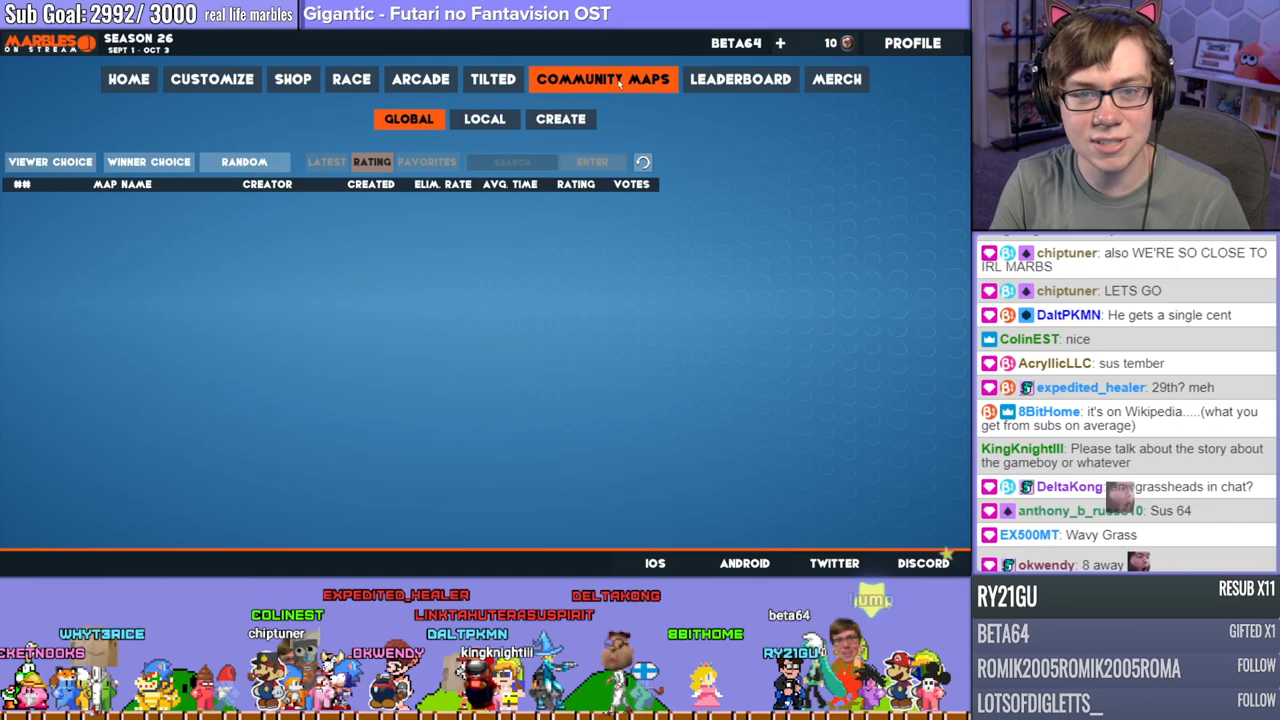 Sub Goal: 2992/ 3000 real life marbles
Gigantic - Futari no Fantavision OST
MARBLES ON STREAM
SEASON 26
SEPT 1 - OCT 3
BETA64 +
10
PROFILE
HOME CUSTOMIZE SHOP RACE ARCADE TILTED COMMUNITY MAPS LEADERBOARD MERCH
GLOBAL LOCAL CREATE
VIEWER CHOICE WINNER CHOICE RANDOM LATEST RATING FAVORITES SEARCH ENTER
## MAP NAME CREATOR CREATED ELIM. RATE AVG. TIME RATING VOTES
IOS ANDROID TWITTER DISCORD
chiptuner: also WE'RE SO CLOSE TO
IRL MARBS
chiptuner: LETS GO
DaltPKMN: He gets a single cent
ColinEST: nice
AcryllicLLC: sus tember
expedited_healer: 29th? meh
8BitHome: it's on Wikipedia.....(what you
get from subs on average)
KingKnightIII: Please talk about the story about
the gameboy or whatever
DeltaKong grassheads in chat?
Sus 64
EX500MT: Wavy Grass
okwendy: 8 away
RY21GU RESUB X11
BETA64 GIFTED X1
ROMIK2005ROMIK2005ROMA FOLLOW
LOTSOFDIGLETTS_ FOLLOW
EXPEDITED_HEALER DELTAKONG
Jump
COLINEST LINKTAKUTERASUSPIRIT beta64
WHYT3RICE chiptuner DALTPKMN 8BITHOME
CKETNOOKS OKWENDY kingknightiii RY21GU